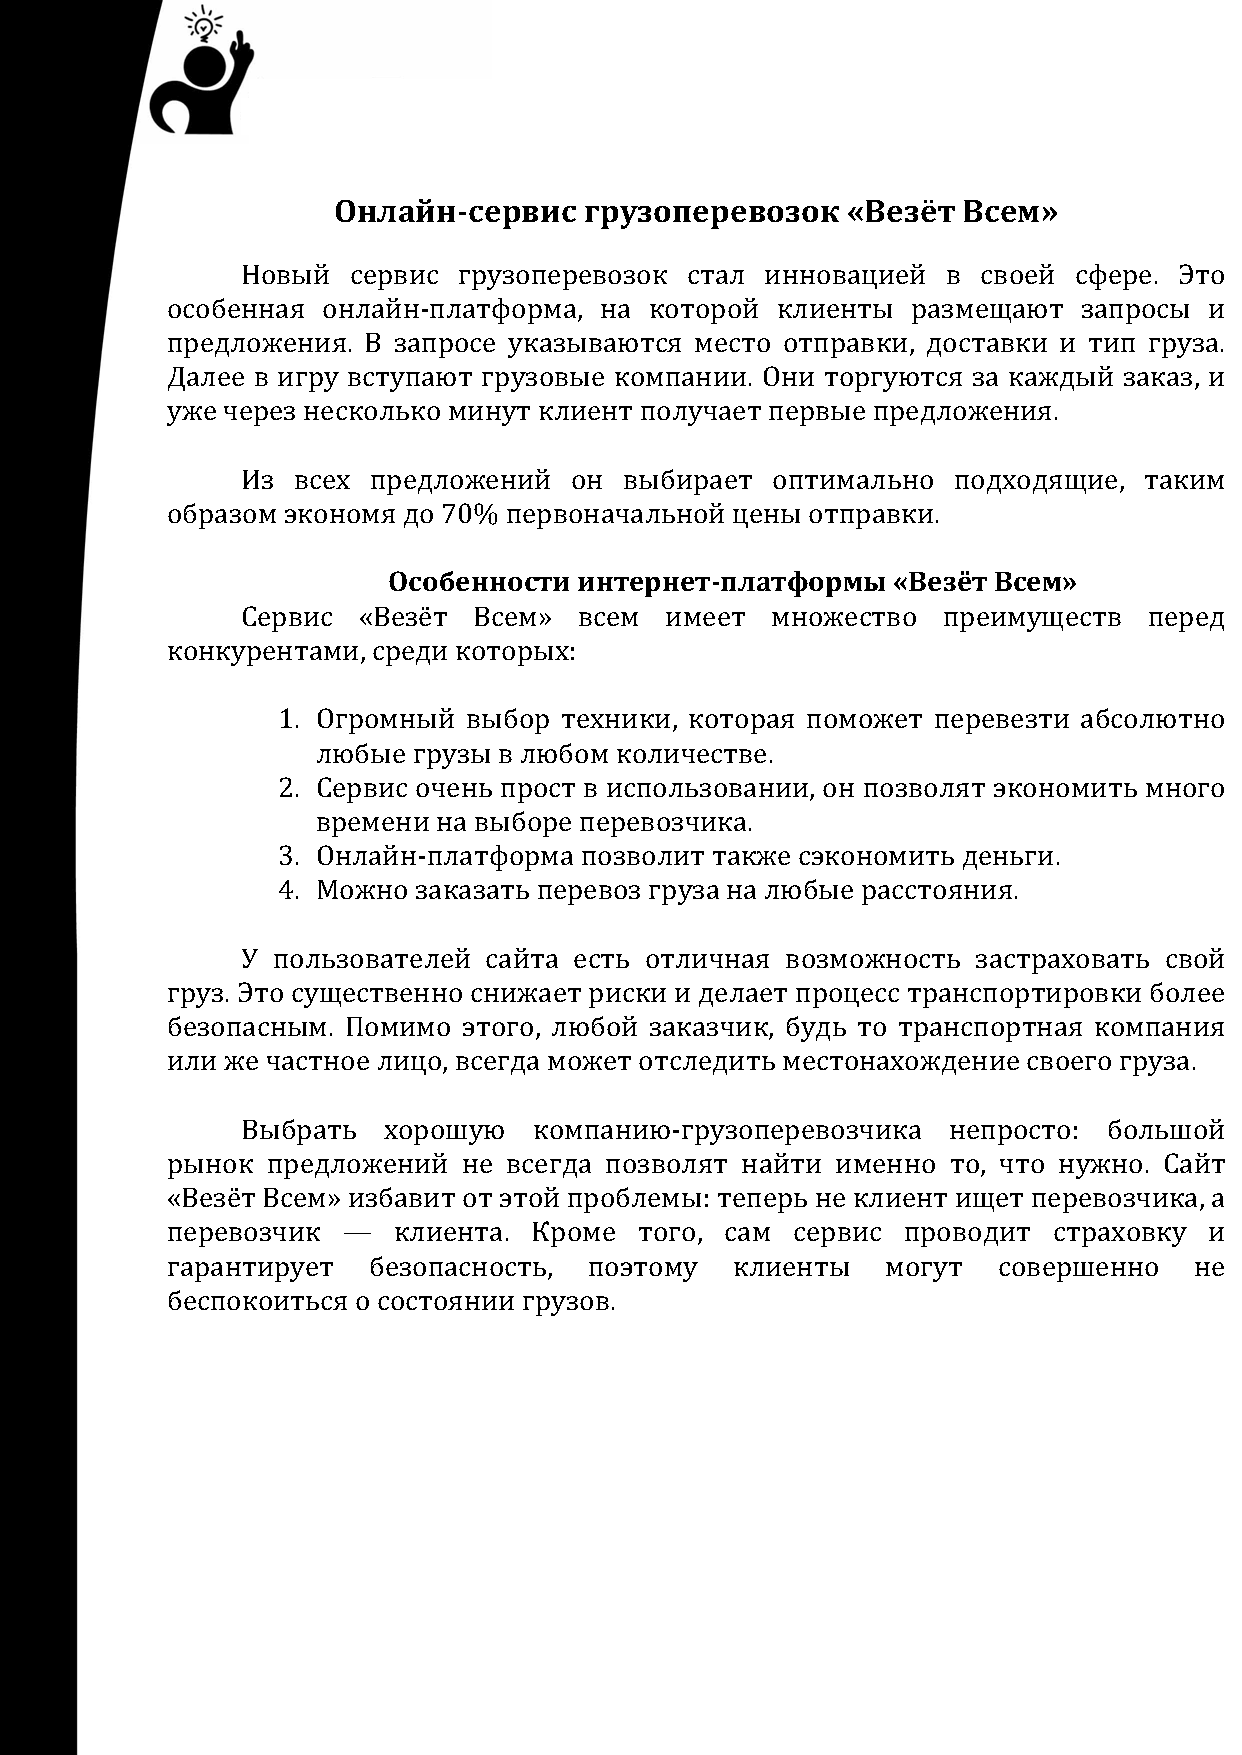 Онлайн-сервис грузоперевозок «Везёт Всем»
Новый сервис грузоперевозок стал инновацией в своей сфере. Это
особенная онлайн-платформа, на которой клиенты размещают запросы и
предложения. В запросе указываются место отправки, доставки и тип груза.
Далее в игру вступают грузовые компании. Они торгуются за каждый заказ, и
уже через несколько минут клиент получает первые предложения.
Из всех предложений он выбирает оптимально подходящие, таким
образом экономя до 70% первоначальной цены отправки.
Особенности интернет-платформы «Везёт Всем»
Сервис «Везёт Всем» всем имеет множество преимуществ перед
конкурентами, среди которых:
1. Огромный выбор техники, которая поможет перевезти абсолютно
любые грузы в любом количестве.
2. Сервис очень прост в использовании, он позволят экономить много
времени на выборе перевозчика.
3. Онлайн-платформа позволит также сэкономить деньги.
4. Можно заказать перевоз груза на любые расстояния.
У пользователей сайта есть отличная возможность застраховать свой
груз. Это существенно снижает риски и делает процесс транспортировки более
безопасным. Помимо этого, любой заказчик, будь то транспортная компания
или же частное лицо, всегда может отследить местонахождение своего груза.
Выбрать хорошую компанию-грузоперевозчика непросто: большой
рынок предложений не всегда позволят найти именно то, что нужно. Сайт
«Везёт Всем» избавит от этой проблемы: теперь не клиент ищет перевозчика, а
перевозчик — клиента. Кроме того, сам сервис проводит страховку и
гарантирует безопасность, поэтому клиенты могут совершенно не
беспокоиться о состоянии грузов.